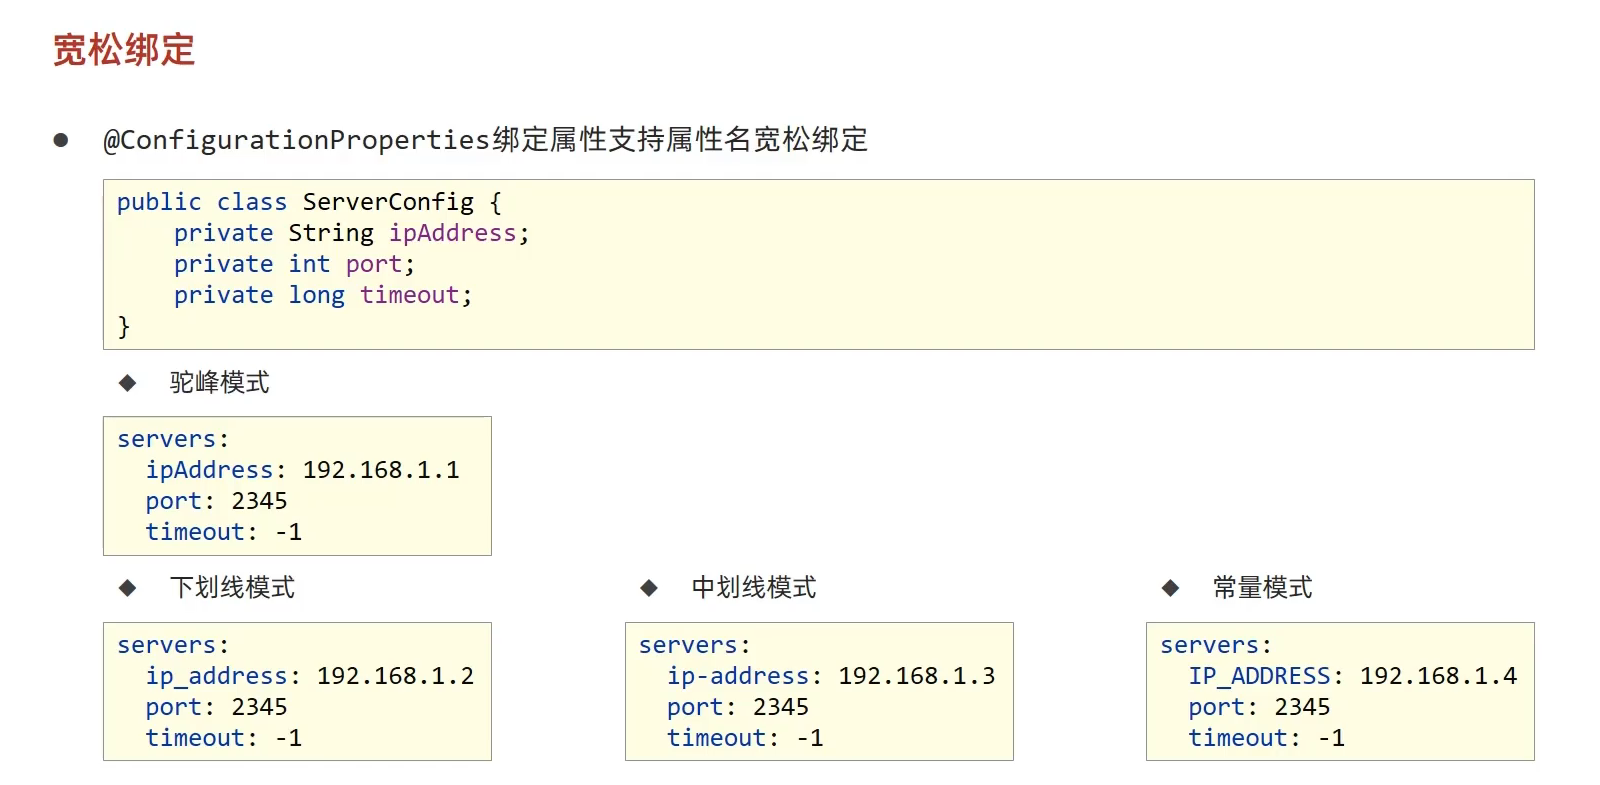 宽松绑定
● @ConfigurationProperties绑定属性支持属性名宽松绑定
public class ServerConfig {
    private String ipAddress;
    private int port;
    private long timeout;
}
◆ 驼峰模式
servers:
  ipAddress: 192.168.1.1
  port: 2345
  timeout: -1
◆ 下划线模式
servers:
  ip_address: 192.168.1.2
  port: 2345
  timeout: -1
◆ 中划线模式
servers:
  ip-address: 192.168.1.3
  port: 2345
  timeout: -1
◆ 常量模式
servers:
  IP_ADDRESS: 192.168.1.4
  port: 2345
  timeout: -1